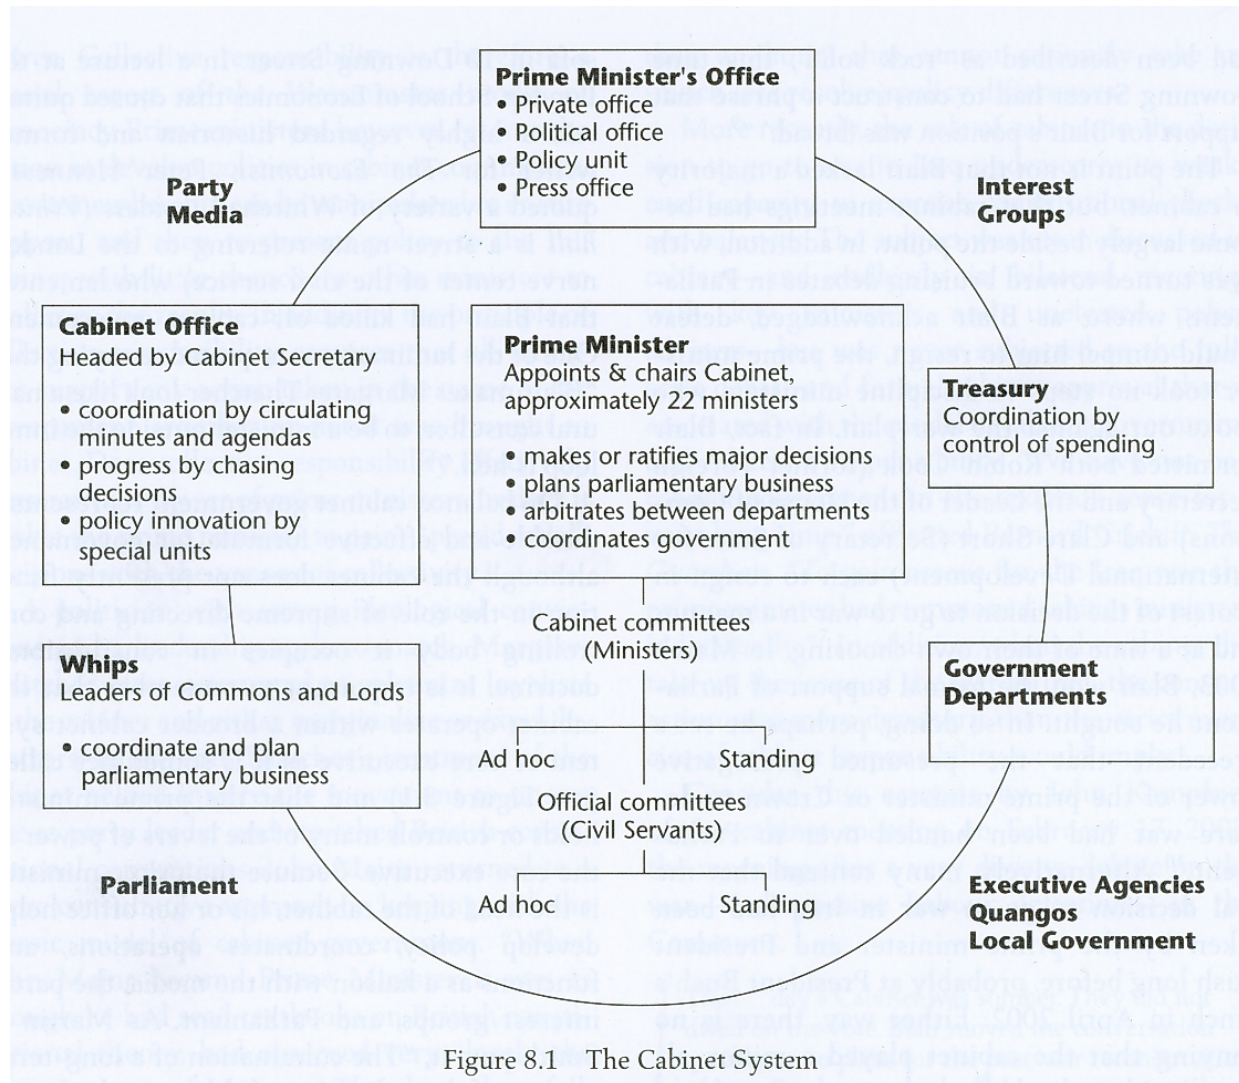 Prime Minister's Office
• Private office
• Political office
• Policy unit
• Press office
Party
Media
Interest
Groups
Cabinet Office
Headed by Cabinet Secretary
• coordination by circulating
minutes and agendas
• progress by chasing
decisions
• policy innovation by
special units
Prime Minister
Appoints & chairs Cabinet,
approximately 22 ministers
• makes or ratifies major decisions
• plans parliamentary business
• arbitrates between departments
• coordinates government
Treasury
Coordination by
control of spending
Cabinet committees
(Ministers)
Whips
Leaders of commons and Lords
• coordinate and plan
parliamentary business
Government
Departments
Ad hoc
Standing
Official committees
(Civil Servants)
Ad hoc
Standing
Parliament
Executive Agencies
Quangos
Local Government
Figure 8.1 The Cabinet System